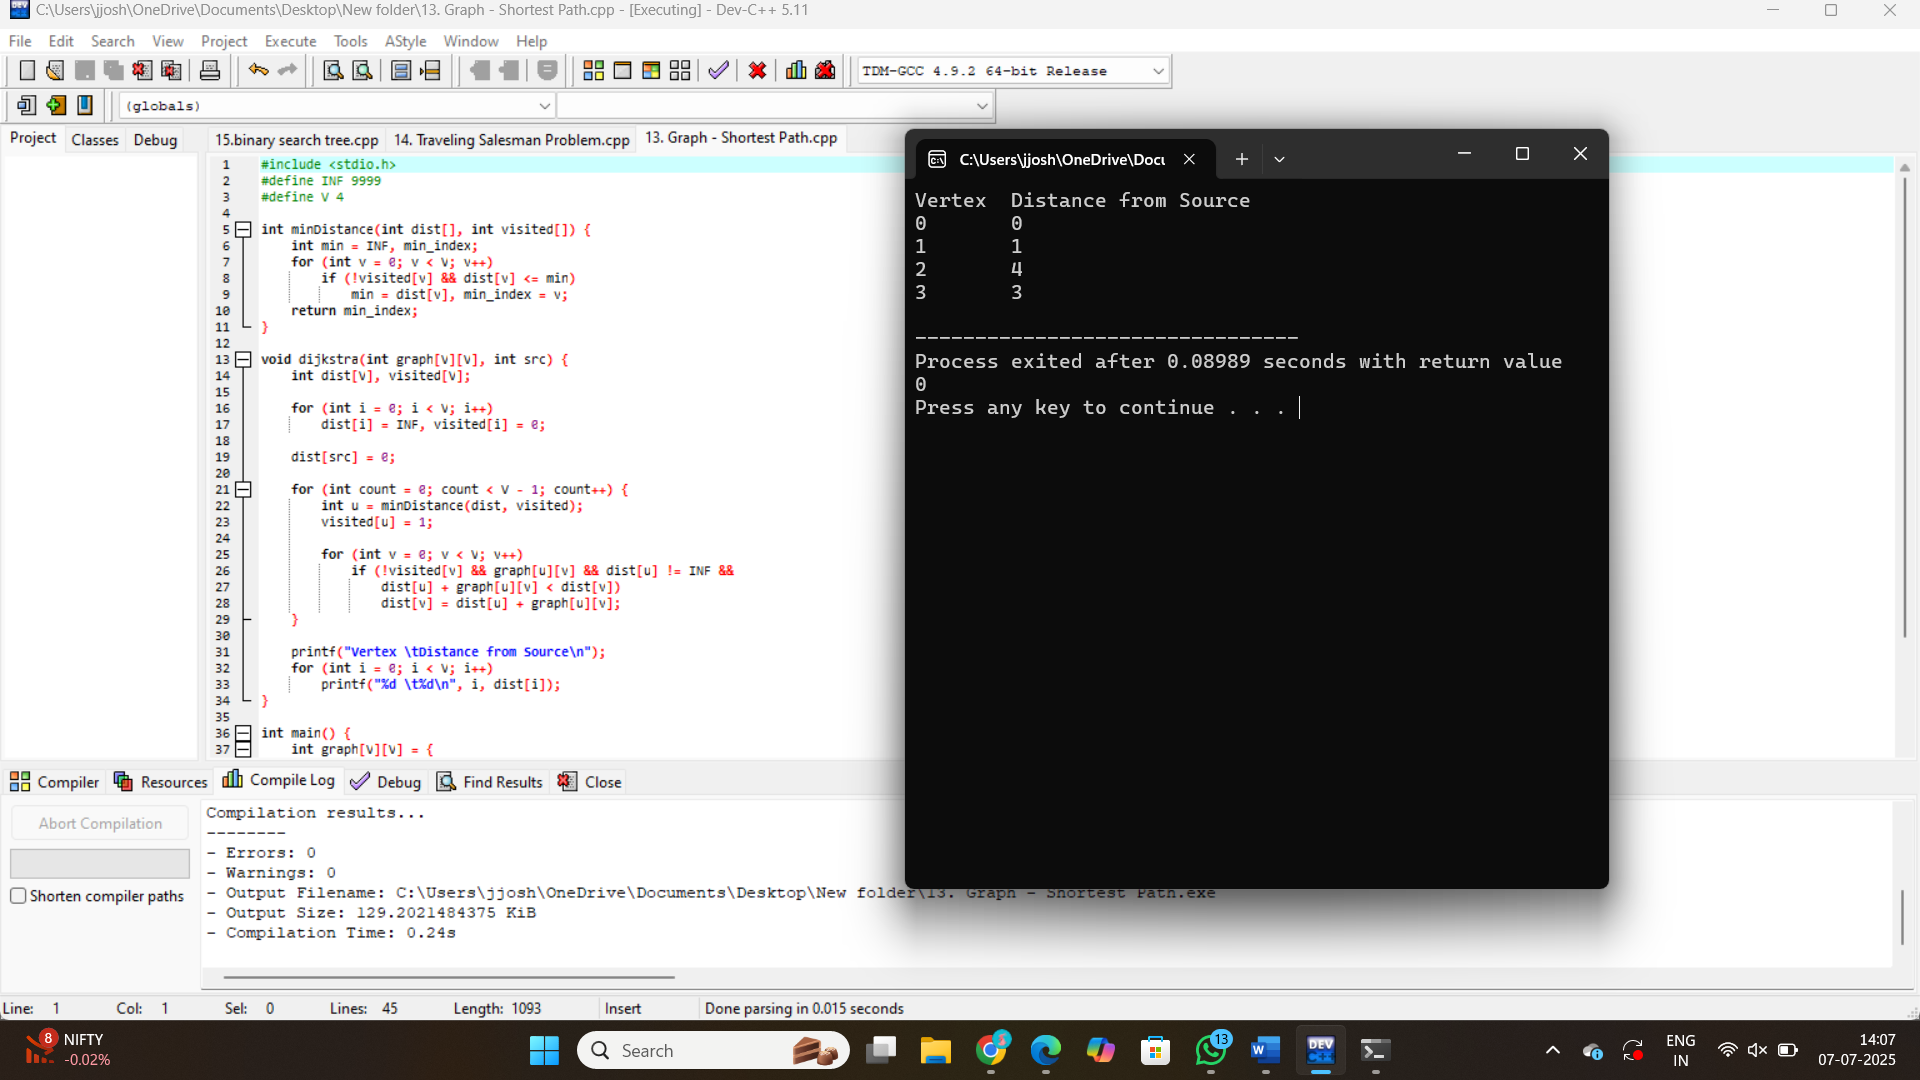 C:\Users\jjosh\OneDrive\Documents\Desktop\New folder\13. Graph - Shortest Path.cpp - [Executing] - Dev-C++ 5.11
File Edit Search View Project Execute Tools AStyle Window Help
TDM-GCC 4.9.2 64-bit Release
(globals)
Project Classes Debug
15.binary search tree.cpp 14. Traveling Salesman Problem.cpp 13. Graph - Shortest Path.cpp
1 #include <stdio.h>
2 #define INF 9999
3 #define V 4
4
5 int minDistance(int dist[], int visited[]) {
6 int min = INF, min_index;
7 for (int v = 0; v < V; v++)
8 if (!visited[v] && dist[v] <= min)
9 min = dist[v], min_index = v;
10 return min_index;
11 }
12
13 void dijkstra(int graph[V][V], int src) {
14 int dist[V], visited[V];
15
16 for (int i = 0; i < V; i++)
17 dist[i] = INF, visited[i] = 0;
18
19 dist[src] = 0;
20
21 for (int count = 0; count < V - 1; count++) {
22 int u = minDistance(dist, visited);
23 visited[u] = 1;
24
25 for (int v = 0; v < V; v++)
26 if (!visited[v] && graph[u][v] && dist[u] != INF &&
27 dist[u] + graph[u][v] < dist[v])
28 dist[v] = dist[u] + graph[u][v];
29 }
30
31 printf("Vertex \tDistance from Source\n");
32 for (int i = 0; i < V; i++)
33 printf("%d \t%d\n", i, dist[i]);
34 }
35
36 int main() {
37 int graph[V][V] = {
C:\Users\jjosh\OneDrive\Docu
Vertex Distance from Source
0 0
1 1
2 4
3 3
--------------------------------
Process exited after 0.08989 seconds with return value
0
Press any key to continue . . .
Compiler Resources Compile Log Debug Find Results Close
Abort Compilation
Shorten compiler paths
Compilation results...
--------
- Errors: 0
- Warnings: 0
- Output Filename: C:\Users\jjosh\OneDrive\Documents\Desktop\New folder\13. Graph - Shortest Path.exe
- Output Size: 129.2021484375 KiB
- Compilation Time: 0.24s
Line: 1 Col: 1 Sel: 0 Lines: 45 Length: 1093 Insert Done parsing in 0.015 seconds
8
NIFTY
-0.02%
Search
13
W
DEV
C++
ENG
IN
14:07
07-07-2025